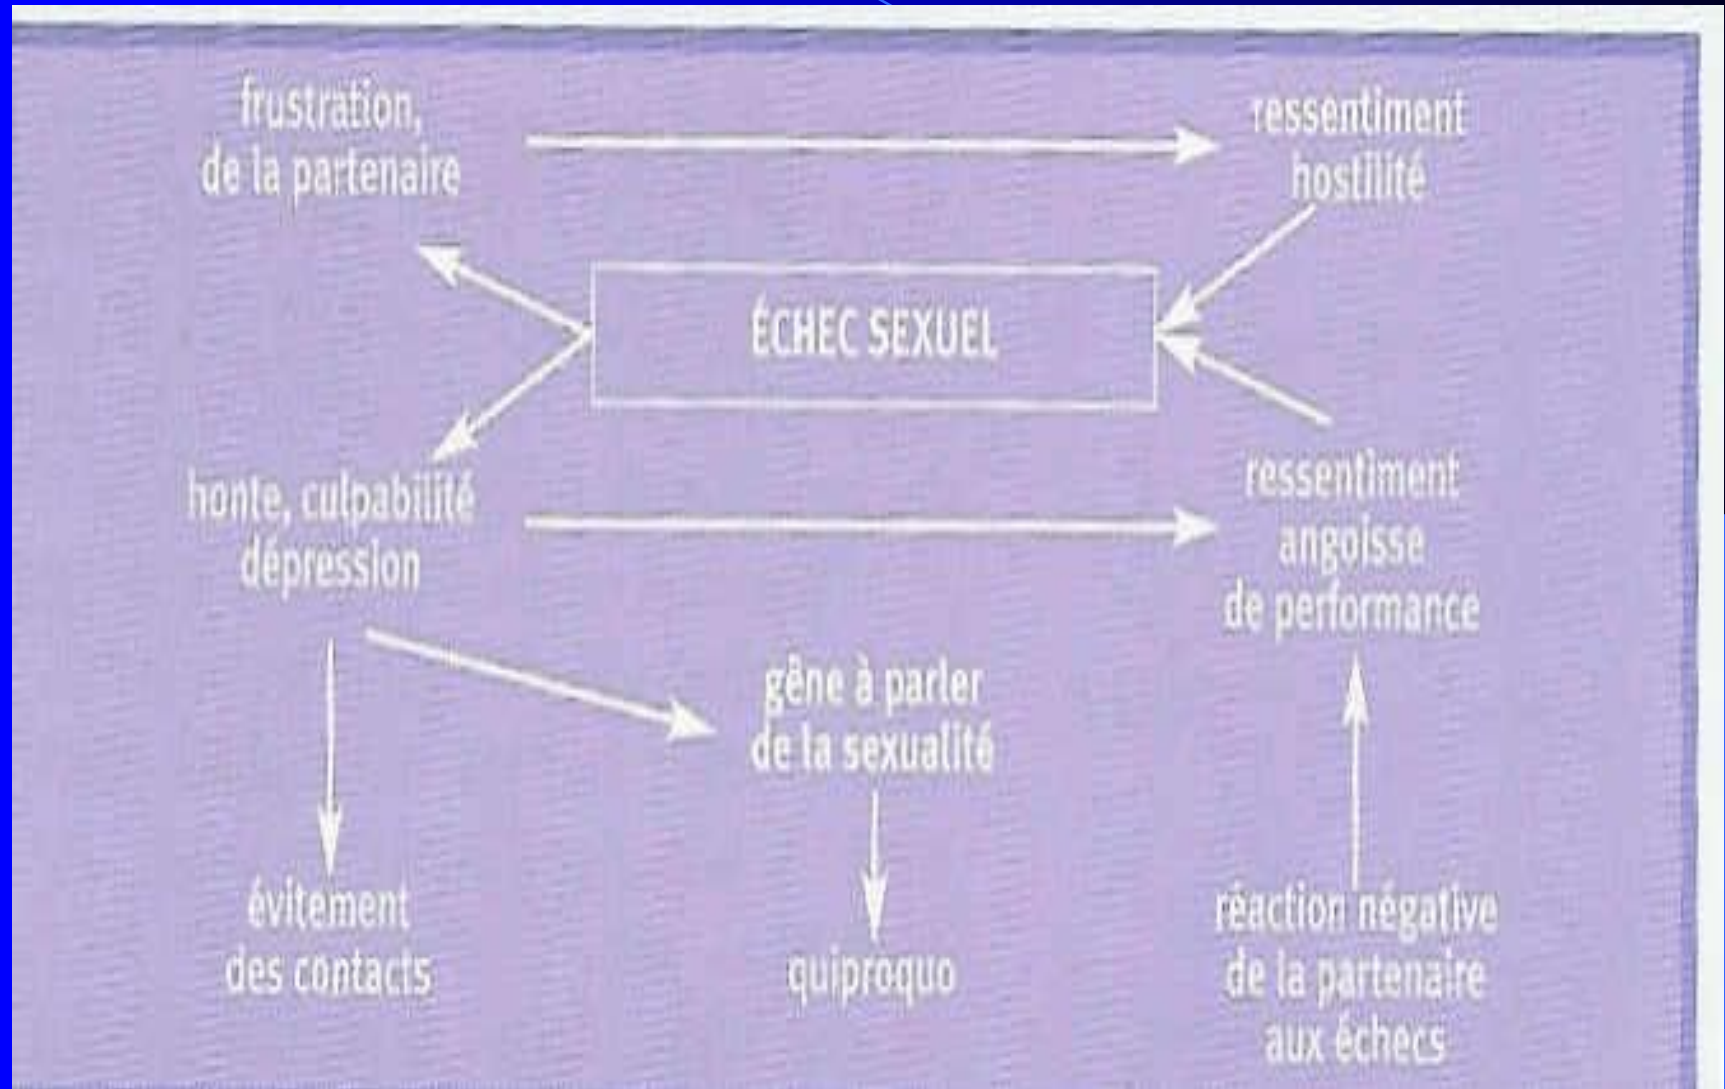 frustration,
de la partenaire
ressentiment
hostilité
ÉCHEC SEXUEL
honte, culpabilité
dépression
ressentiment
angoisse
de performance
gêne à parler
de la sexualité
évitement
des contacts
quiproquo
réaction négative
de la partenaire
aux échecs